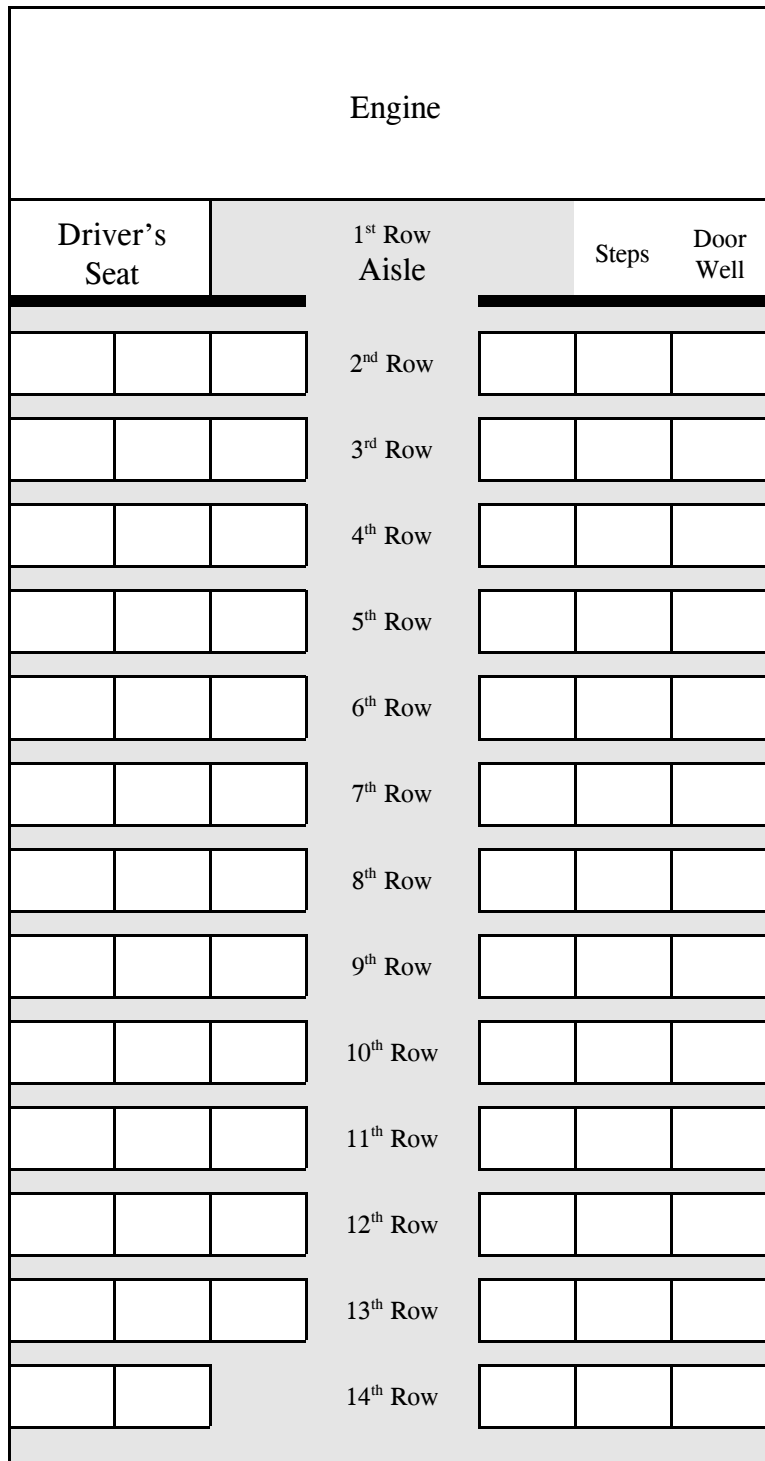 Engine
Driver's
Seat
1st Row
Aisle
Steps
Door
Well
2nd Row
3rd Row
4th Row
5th Row
6th Row
7th Row
8th Row
9th Row
10th Row
11th Row
12th Row
13th Row
14th Row